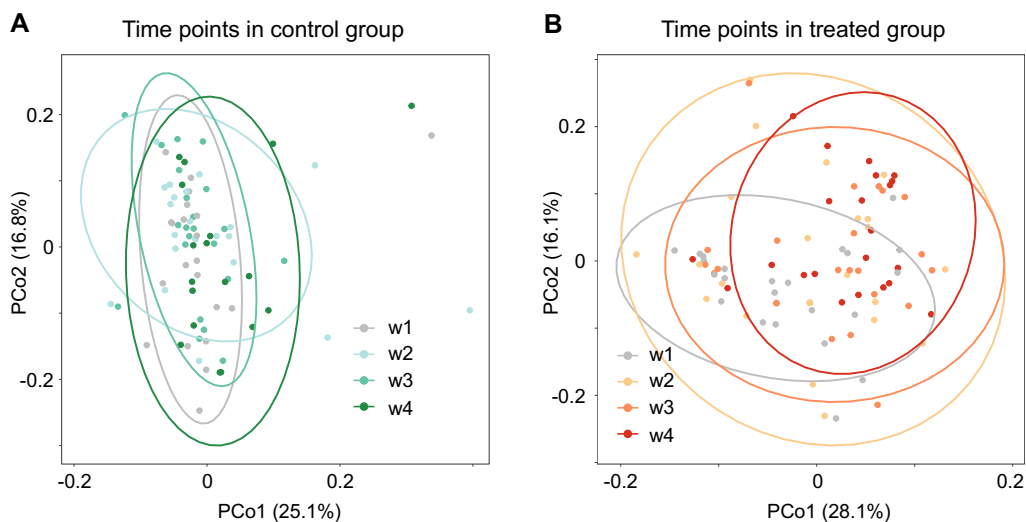 A
Time points in control group
0.2
0
-0.2
PCo2 (16.8%)
w1
w2
w3
w4
-0.2
0
0.2
PCo1 (25.1%)
B
Time points in treated group
0.2
0
-0.2
PCo2 (16.1%)
w1
w2
w3
w4
-0.2
0
0.2
PCo1 (28.1%)